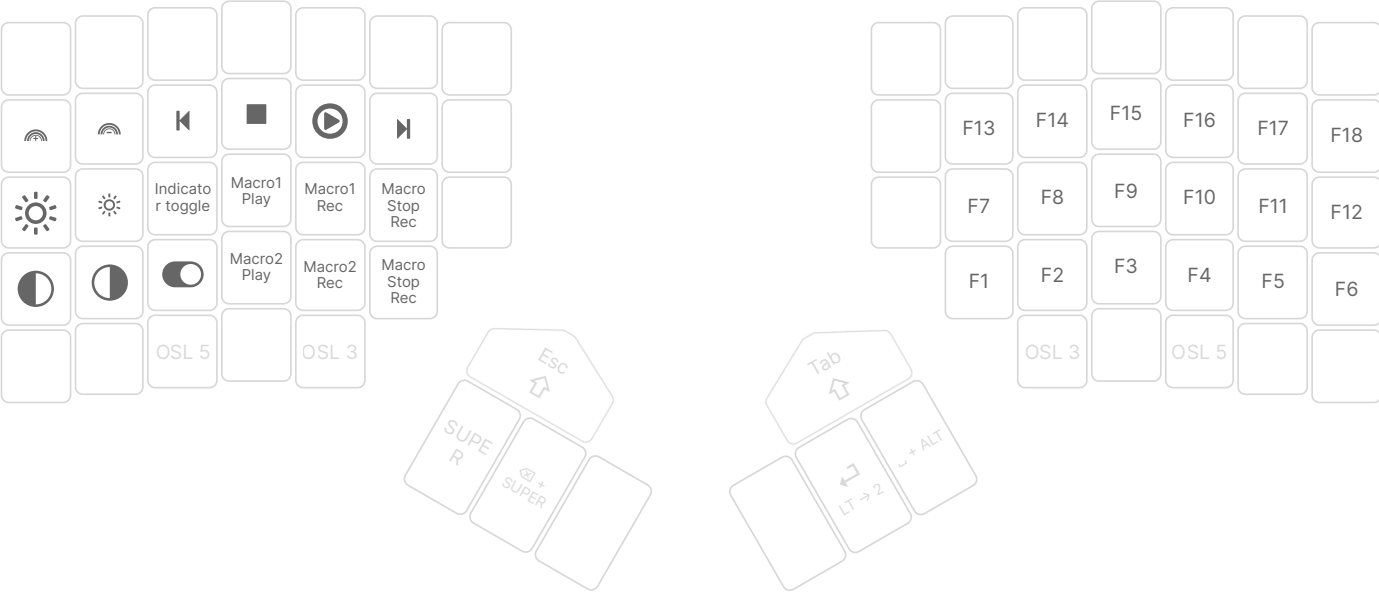 F13
F14
F15
F16
F17
F18
Indicato
r toggle
Macro1
Play
Macro1
Rec
Macro
Stop
Rec
F7
F8
F9
F10
F11
F12
Macro2
Play
Macro2
Rec
Macro
Stop
Rec
F1
F2
F3
F4
F5
F6
OSL 5
OSL 3
Esc
Tab
OSL 3
OSL 5
SUPE
R
+
SUPER
LT → 2
⎵ + ALT